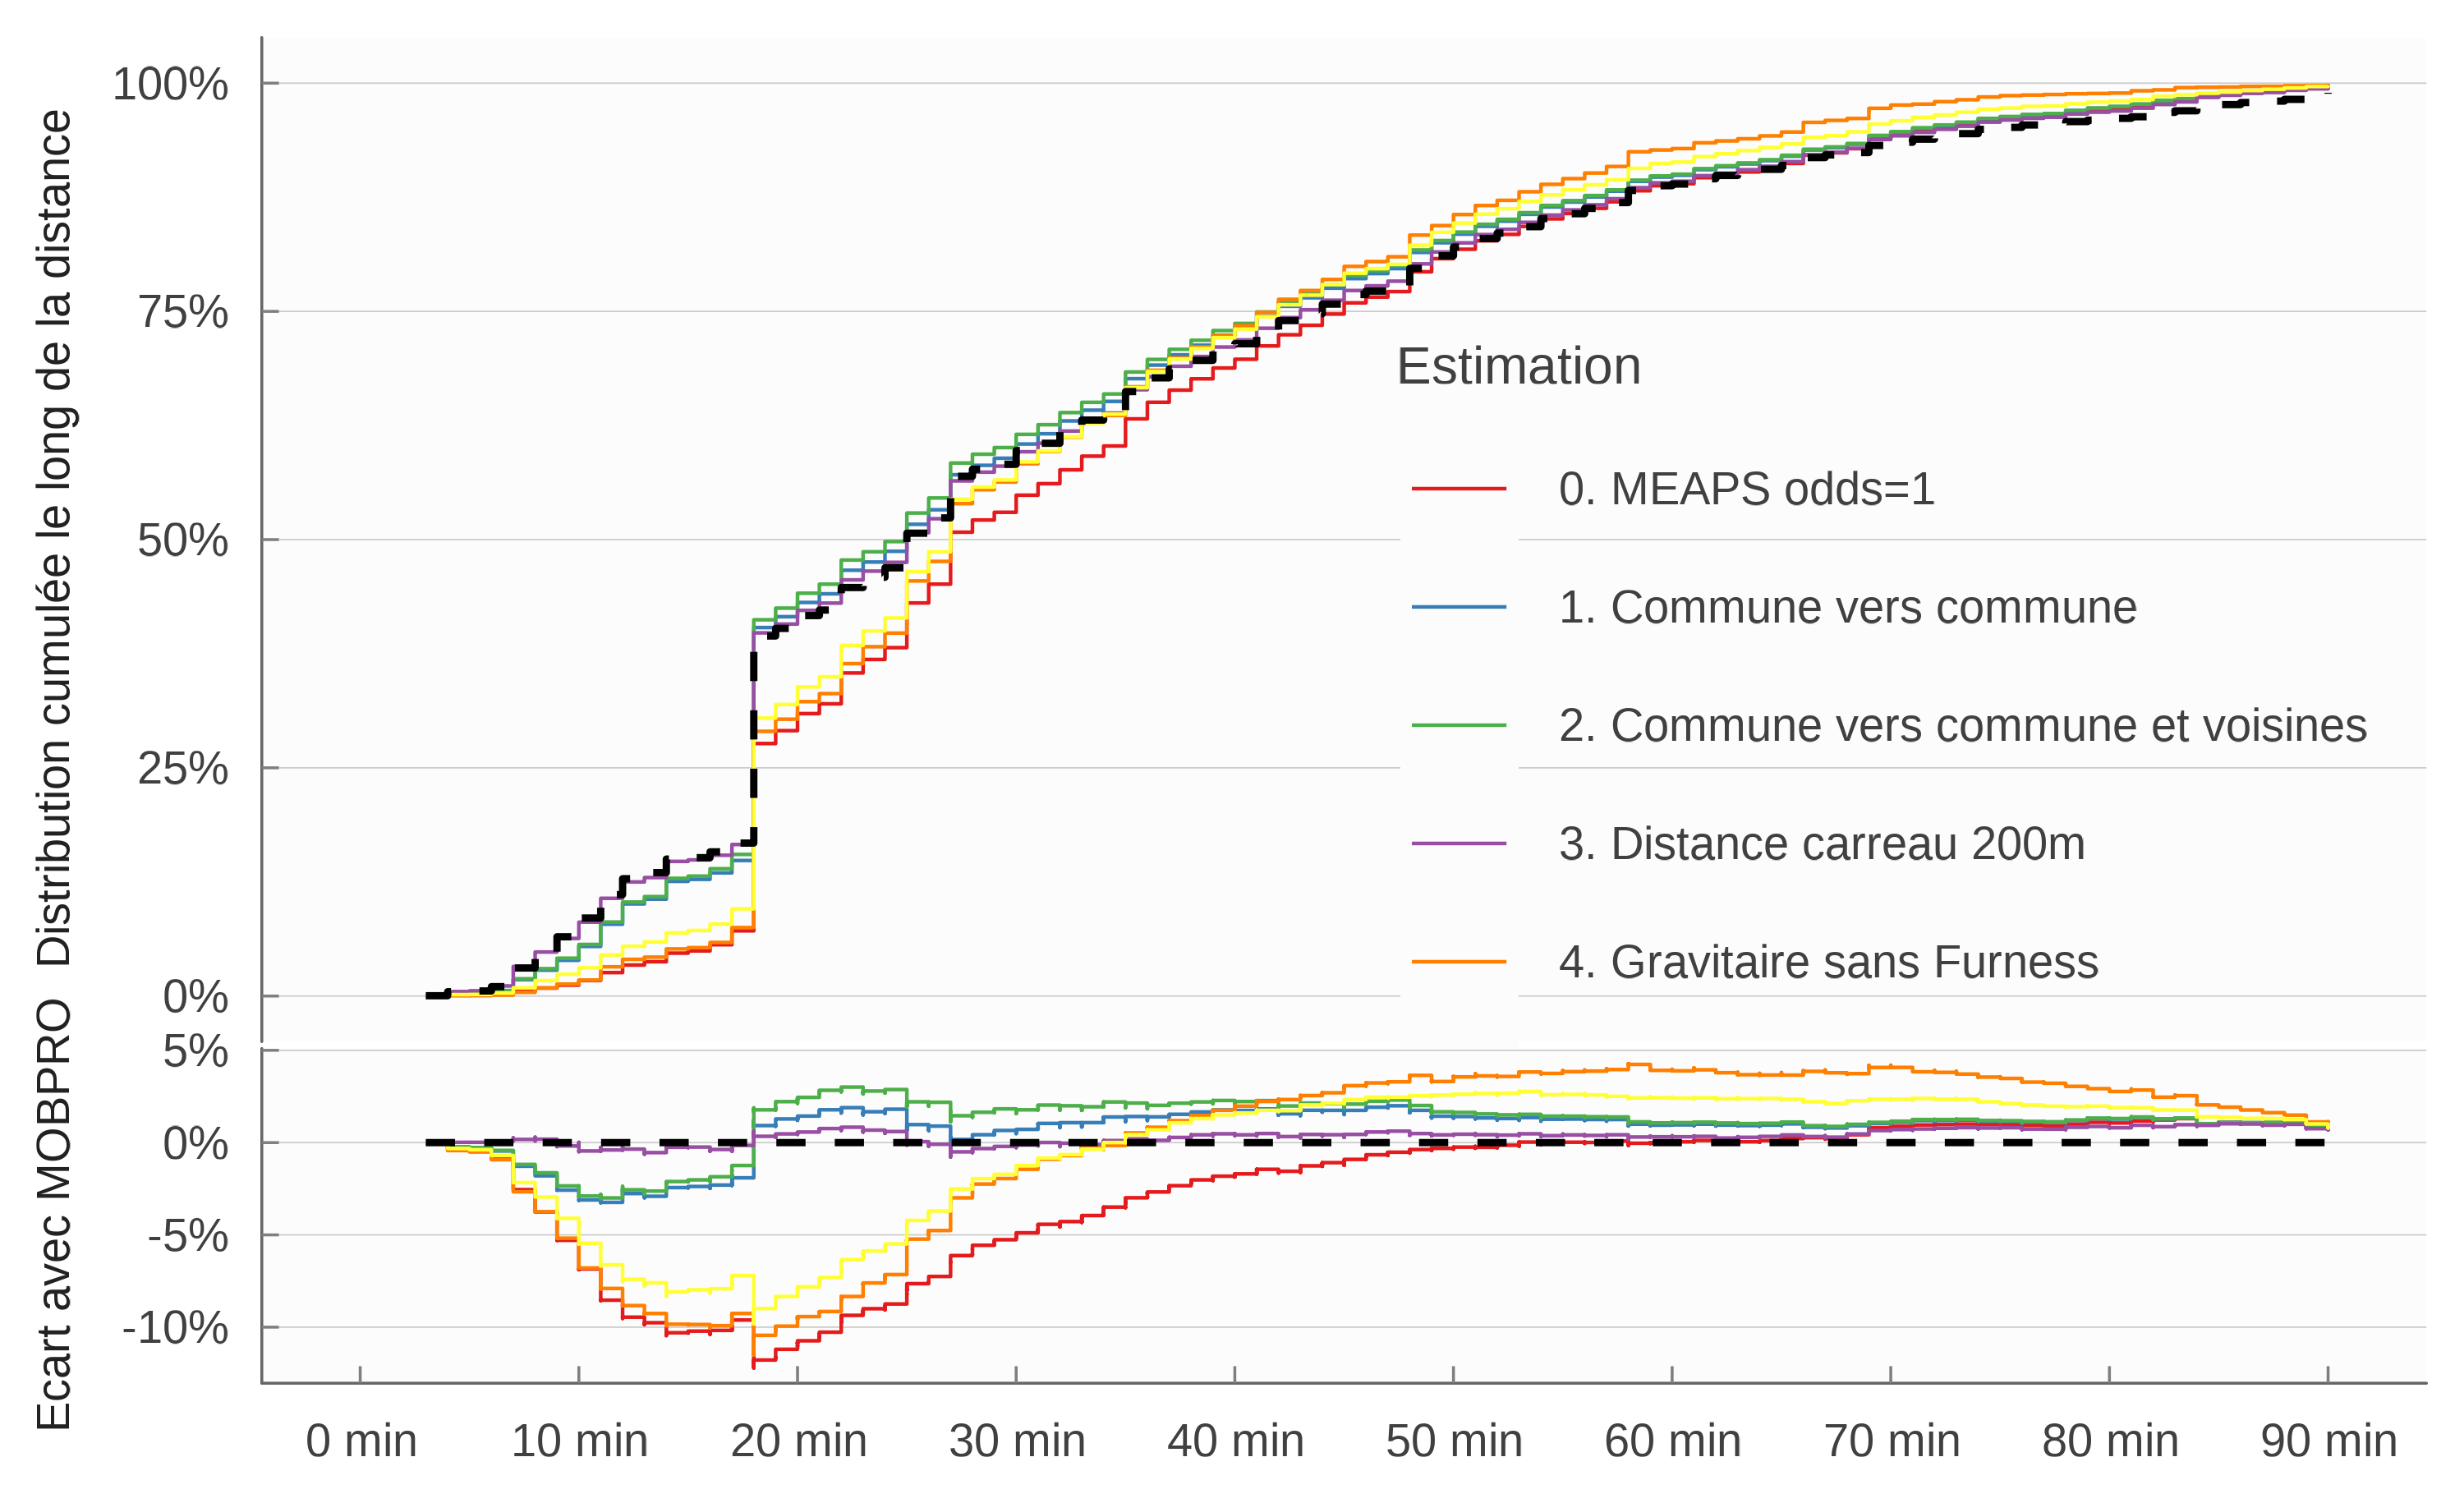 Distribution cumulée le long de la distance
100%
75%
50%
25%
0%
Estimation
0. MEAPS odds=1
1. Commune vers commune
2. Commune vers commune et voisines
3. Distance carreau 200m
4. Gravitaire sans Furness
Ecart avec MOBPRO
5%
0%
-5%
-10%
0 min
10 min
20 min
30 min
40 min
50 min
60 min
70 min
80 min
90 min